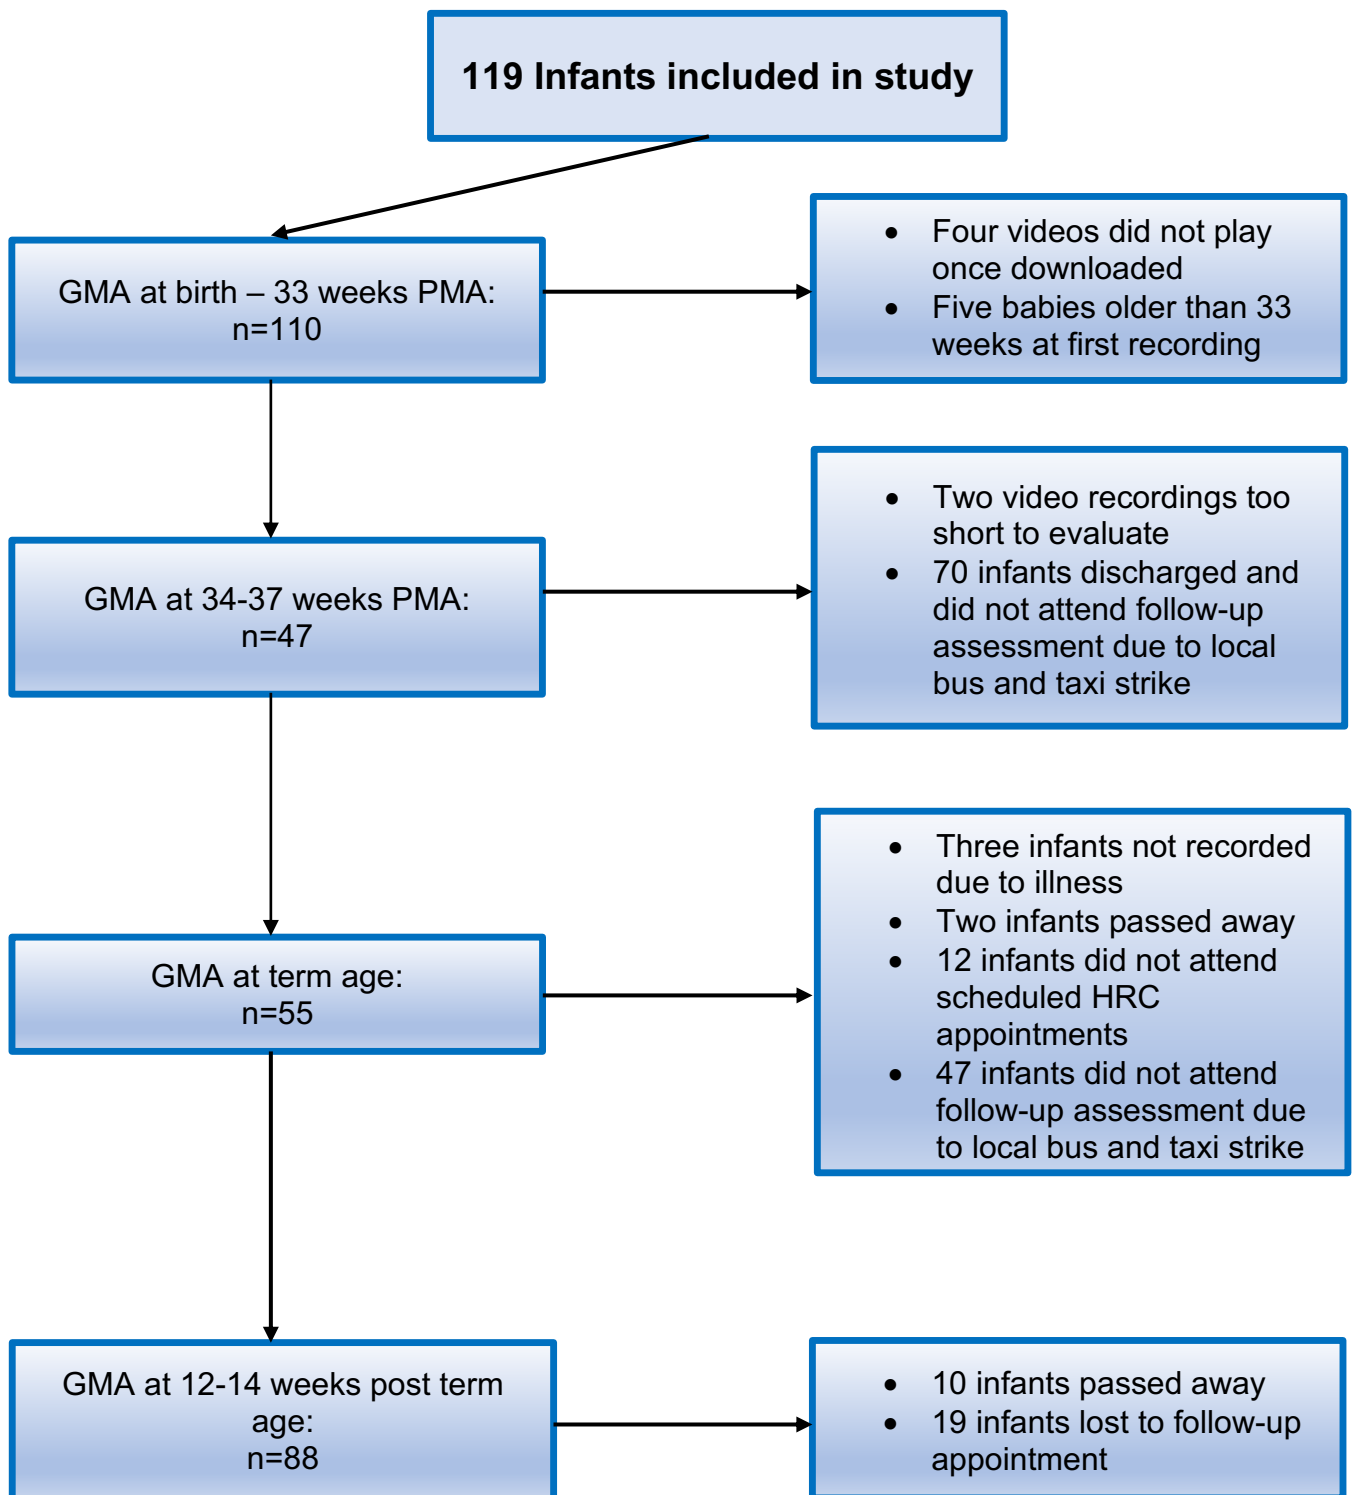 119 Infants included in study
GMA at birth – 33 weeks PMA:
n=110
• Four videos did not play
once downloaded
• Five babies older than 33
weeks at first recording
GMA at 34-37 weeks PMA:
n=47
• Two video recordings too
short to evaluate
• 70 infants discharged and
did not attend follow-up
assessment due to local
bus and taxi strike
GMA at term age:
n=55
• Three infants not recorded
due to illness
• Two infants passed away
• 12 infants did not attend
scheduled HRC
appointments
• 47 infants did not attend
follow-up assessment due
to local bus and taxi strike
GMA at 12-14 weeks post term
age:
n=88
• 10 infants passed away
• 19 infants lost to follow-up
appointment